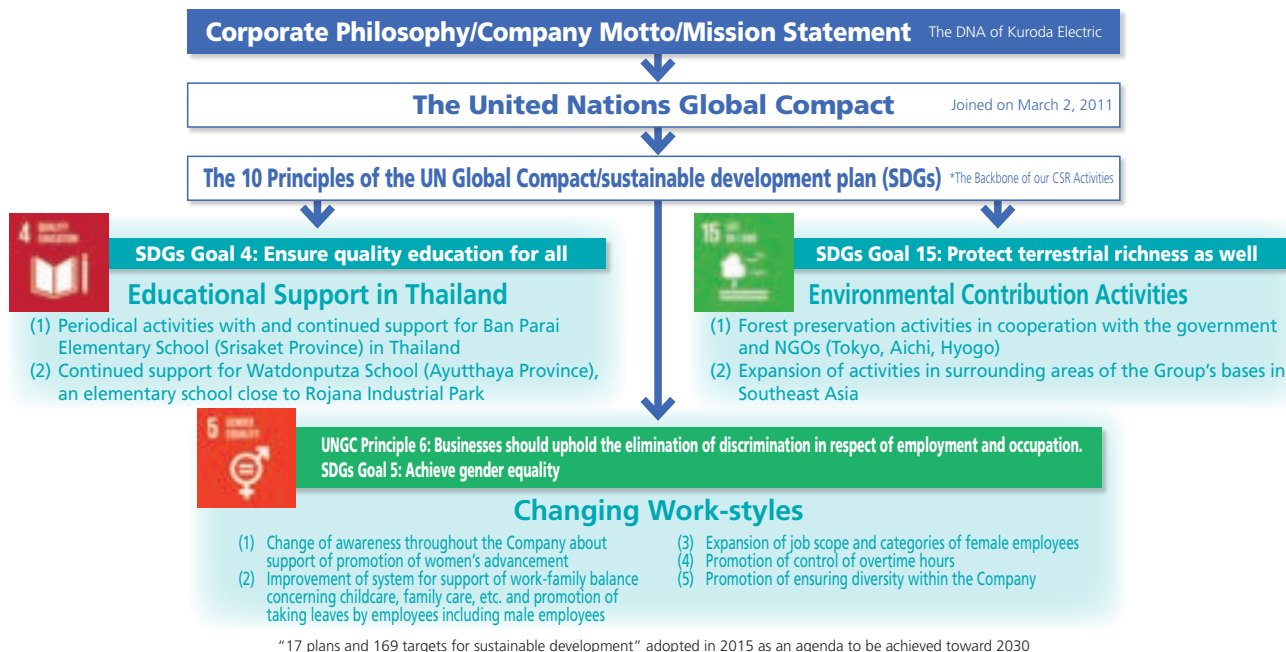 Corporate Philosophy/Company Motto/Mission Statement The DNA of Kuroda Electric
The United Nations Global Compact Joined on March 2, 2011
The 10 Principles of the UN Global Compact/sustainable development plan (SDGs) *The Backbone of our CSR Activities
4 QUALITY
EDUCATION
SDGs Goal 4: Ensure quality education for all
Educational Support in Thailand
(1) Periodical activities with and continued support for Ban Parai
Elementary School (Srisaket Province) in Thailand
(2) Continued support for Watdonputza School (Ayutthaya Province),
an elementary school close to Rojana Industrial Park
15
SDGs Goal 15: Protect terrestrial richness as well
Environmental Contribution Activities
(1) Forest preservation activities in cooperation with the government
and NGOs (Tokyo, Aichi, Hyogo)
(2) Expansion of activities in surrounding areas of the Group's bases in
Southeast Asia
5 GENDER
EQUALITY
UNGC Principle 6: Businesses should uphold the elimination of discrimination in respect of employment and occupation.
SDGs Goal 5: Achieve gender equality
Changing Work-styles
(1) Change of awareness throughout the Company about
support of promotion of women's advancement
(2) Improvement of system for support of work-family balance
concerning childcare, family care, etc. and promotion of
taking leaves by employees including male employees
(3) Expansion of job scope and categories of female employees
(4) Promotion of control of overtime hours
(5) Promotion of ensuring diversity within the Company
"17 plans and 169 targets for sustainable development" adopted in 2015 as an agenda to be achieved toward 2030